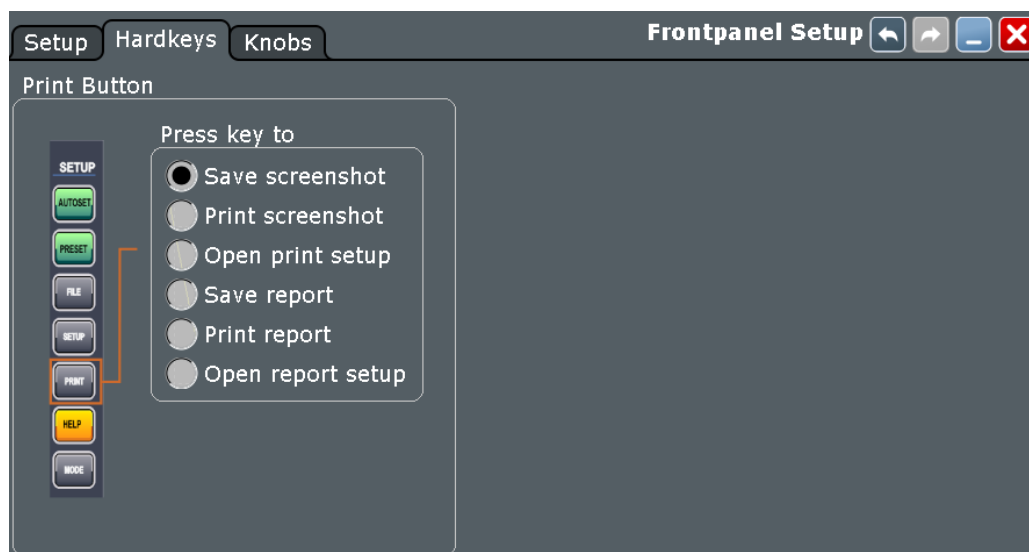 Setup Hardkeys Knobs Frontpanel Setup
Print Button
Press key to
SETUP
AUTOSET
PRESET
FILE
SETUP
PRINT
HELP
MODE
Save screenshot
Print screenshot
Open print setup
Save report
Print report
Open report setup